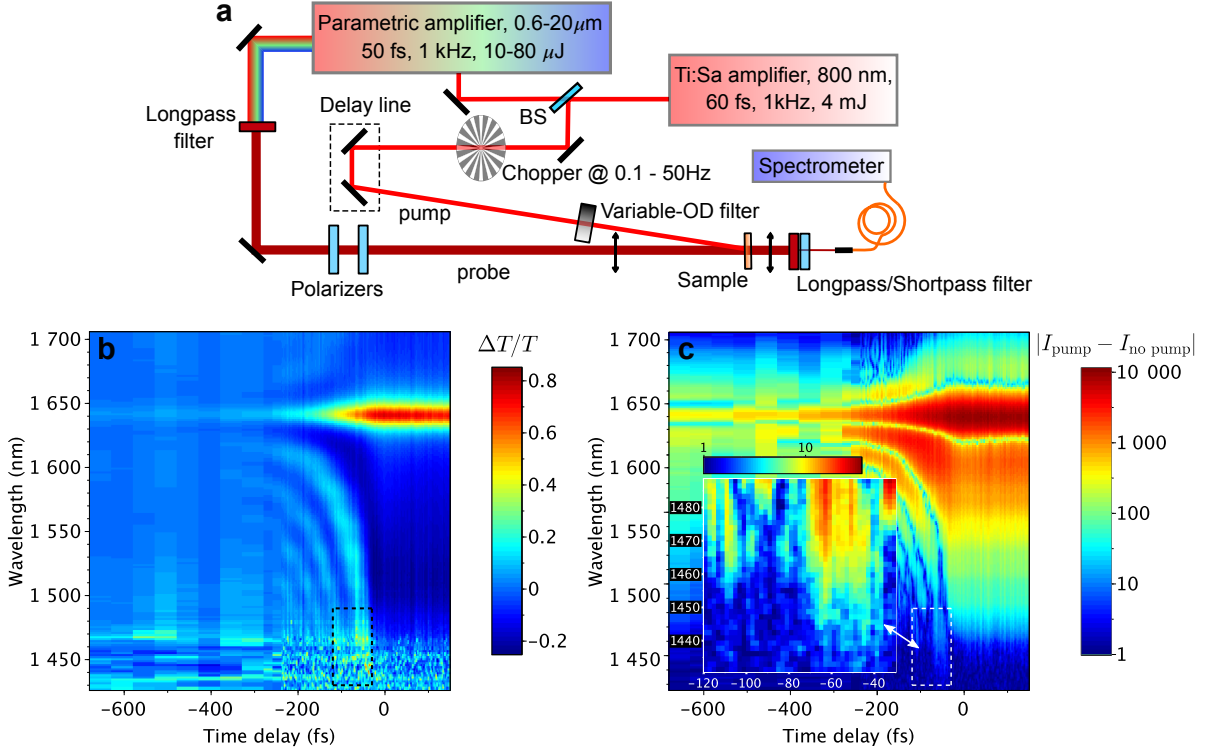 a
Parametric amplifier, 0.6-20μm
50 fs, 1 kHz, 10-80 μJ
Ti:Sa amplifier, 800 nm,
60 fs, 1kHz, 4 mJ
Longpass
filter
Delay line
BS
Chopper @ 0.1 - 50Hz
Spectrometer
pump
Variable-OD filter
Polarizers
probe
Sample
Longpass/Shortpass filter
b
ΔT/T
1 700
1 650
1 600
1 550
1 500
1 450
Wavelength (nm)
−600
−400
−200
0
Time delay (fs)
0.8
0.6
0.4
0.2
0
−0.2
c
|I_pump − I_no pump|
1 700
1 650
1 600
1 550
1 500
1 450
Wavelength (nm)
−600
−400
−200
0
Time delay (fs)
1
10
1480
1470
1460
1450
1440
−120
−100
−80
−60
−40
10 000
1 000
100
10
1